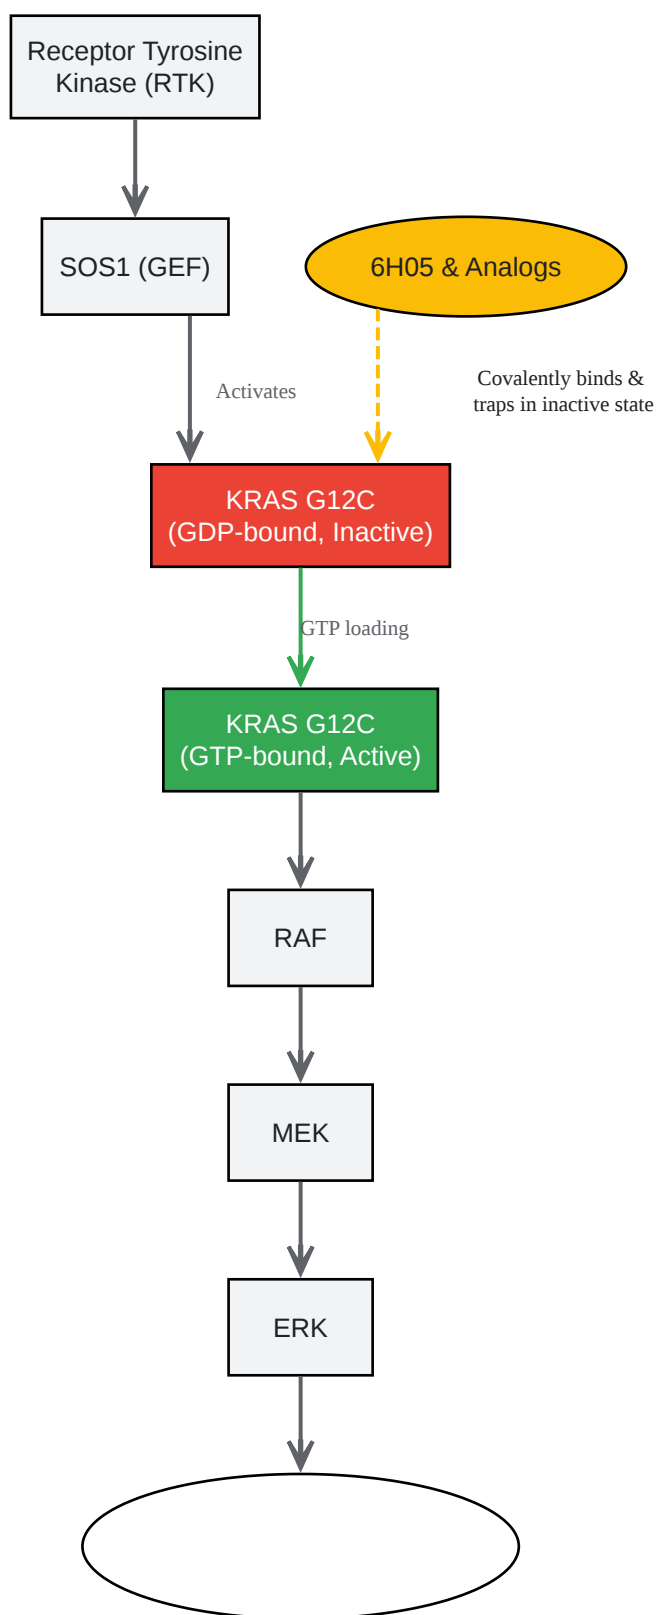 Receptor Tyrosine
Kinase (RTK)
SOS1 (GEF)
6H05 & Analogs
Activates
Covalently binds &
traps in inactive state
KRAS G12C
(GDP-bound, Inactive)
GTP loading
KRAS G12C
(GTP-bound, Active)
RAF
MEK
ERK